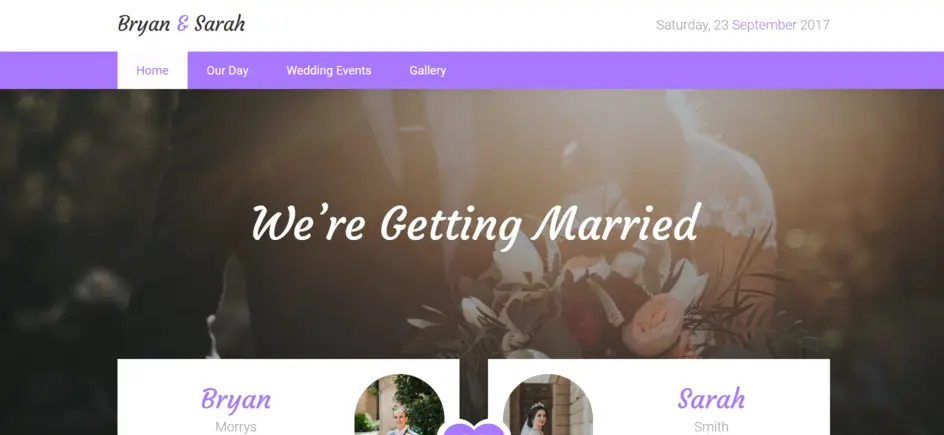 Bryan & Sarah
Saturday, 23 September 2017
Home Our Day Wedding Events Gallery
We're Getting Married
Bryan
Morrys
Sarah
Smith